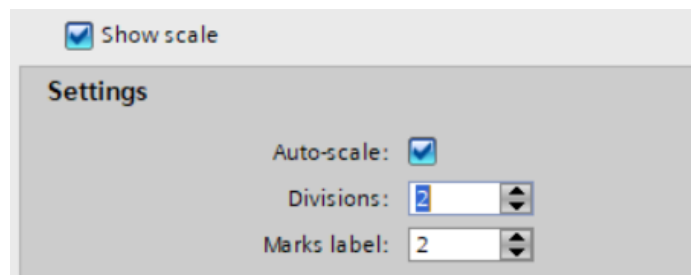 Show scale
Settings
Auto-scale:
Divisions: 2
Marks label: 2